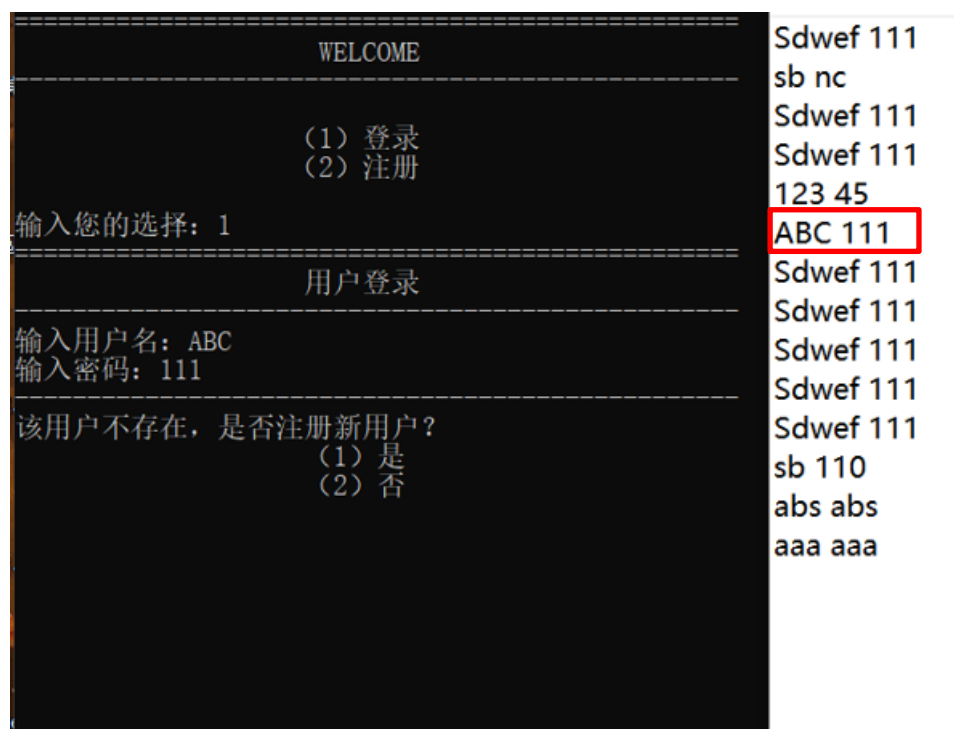 WELCOME
(1) 登录
(2) 注册
输入您的选择: 1
用户登录
输入用户名: ABC
输入密码: 111
该用户不存在, 是否注册新用户?
(1) 是
(2) 否
Sdwef 111
sb nc
Sdwef 111
Sdwef 111
123 45
ABC 111
Sdwef 111
Sdwef 111
Sdwef 111
Sdwef 111
Sdwef 111
sb 110
abs abs
aaa aaa